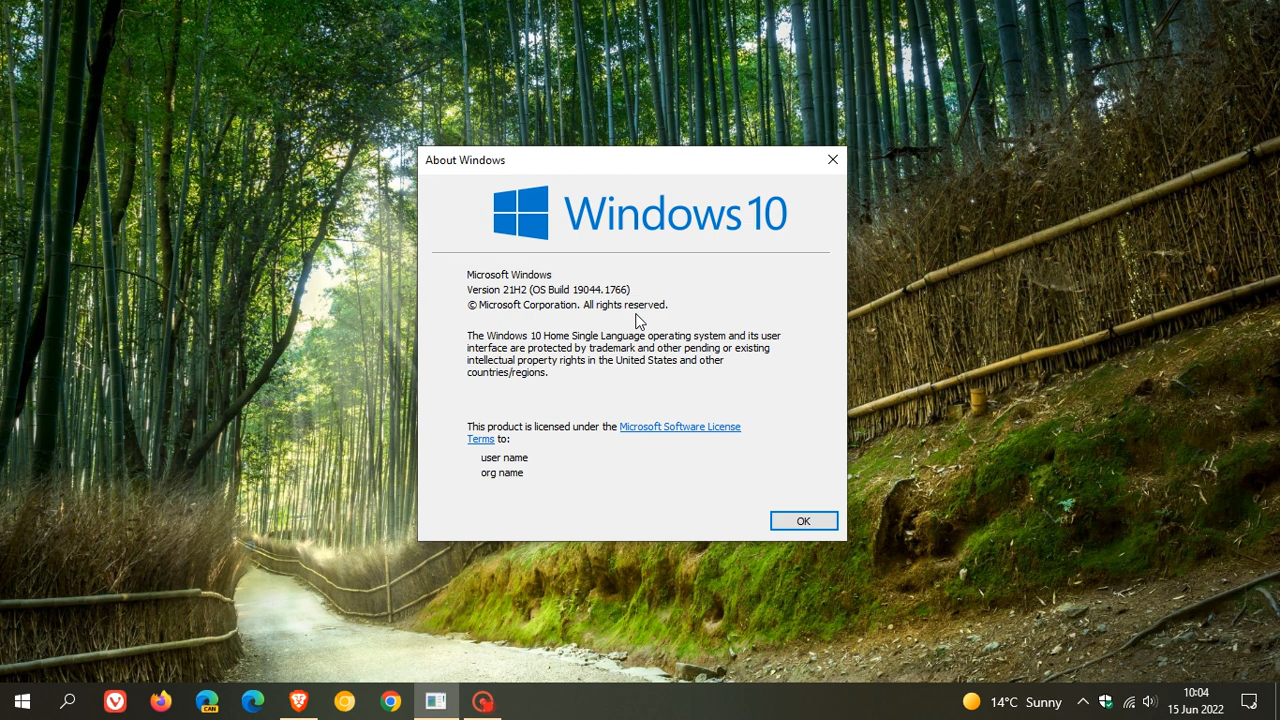 About Windows
Windows 10
Microsoft Windows
Version 21H2 (OS Build 19044.1766)
© Microsoft Corporation. All rights reserved.
The Windows 10 Home Single Language operating system and its user
interface are protected by trademark and other pending or existing
intellectual property rights in the United States and other
countries/regions.
This product is licensed under the Microsoft Software License
Terms to:
user name
org name
OK
CAN
14°C Sunny
10:04
15 Jun 2022